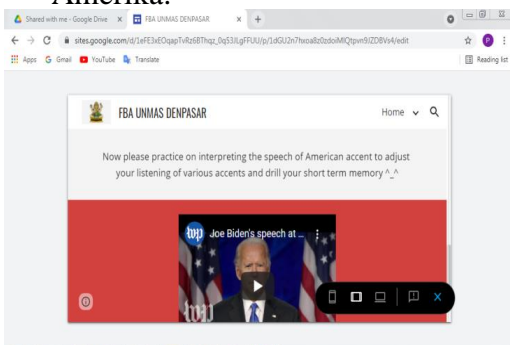 Amerika.
Shared with me - Google Drive
FBA UNMAS DENPASAR
sites.google.com/d/1eFE3xEOqapTvRz6BThqz_0q53JLgFFUU/p/1dGU2n7hxoa8z0zdoiMIQtpvn9JZDBVs4/edit
P
Apps
Gmail
YouTube
Translate
Reading list
FBA UNMAS DENPASAR
Home
Now please practice on interpreting the speech of American accent to adjust
your listening of various accents and drill your short term memory ^_^
wp Joe Biden's speech at ...